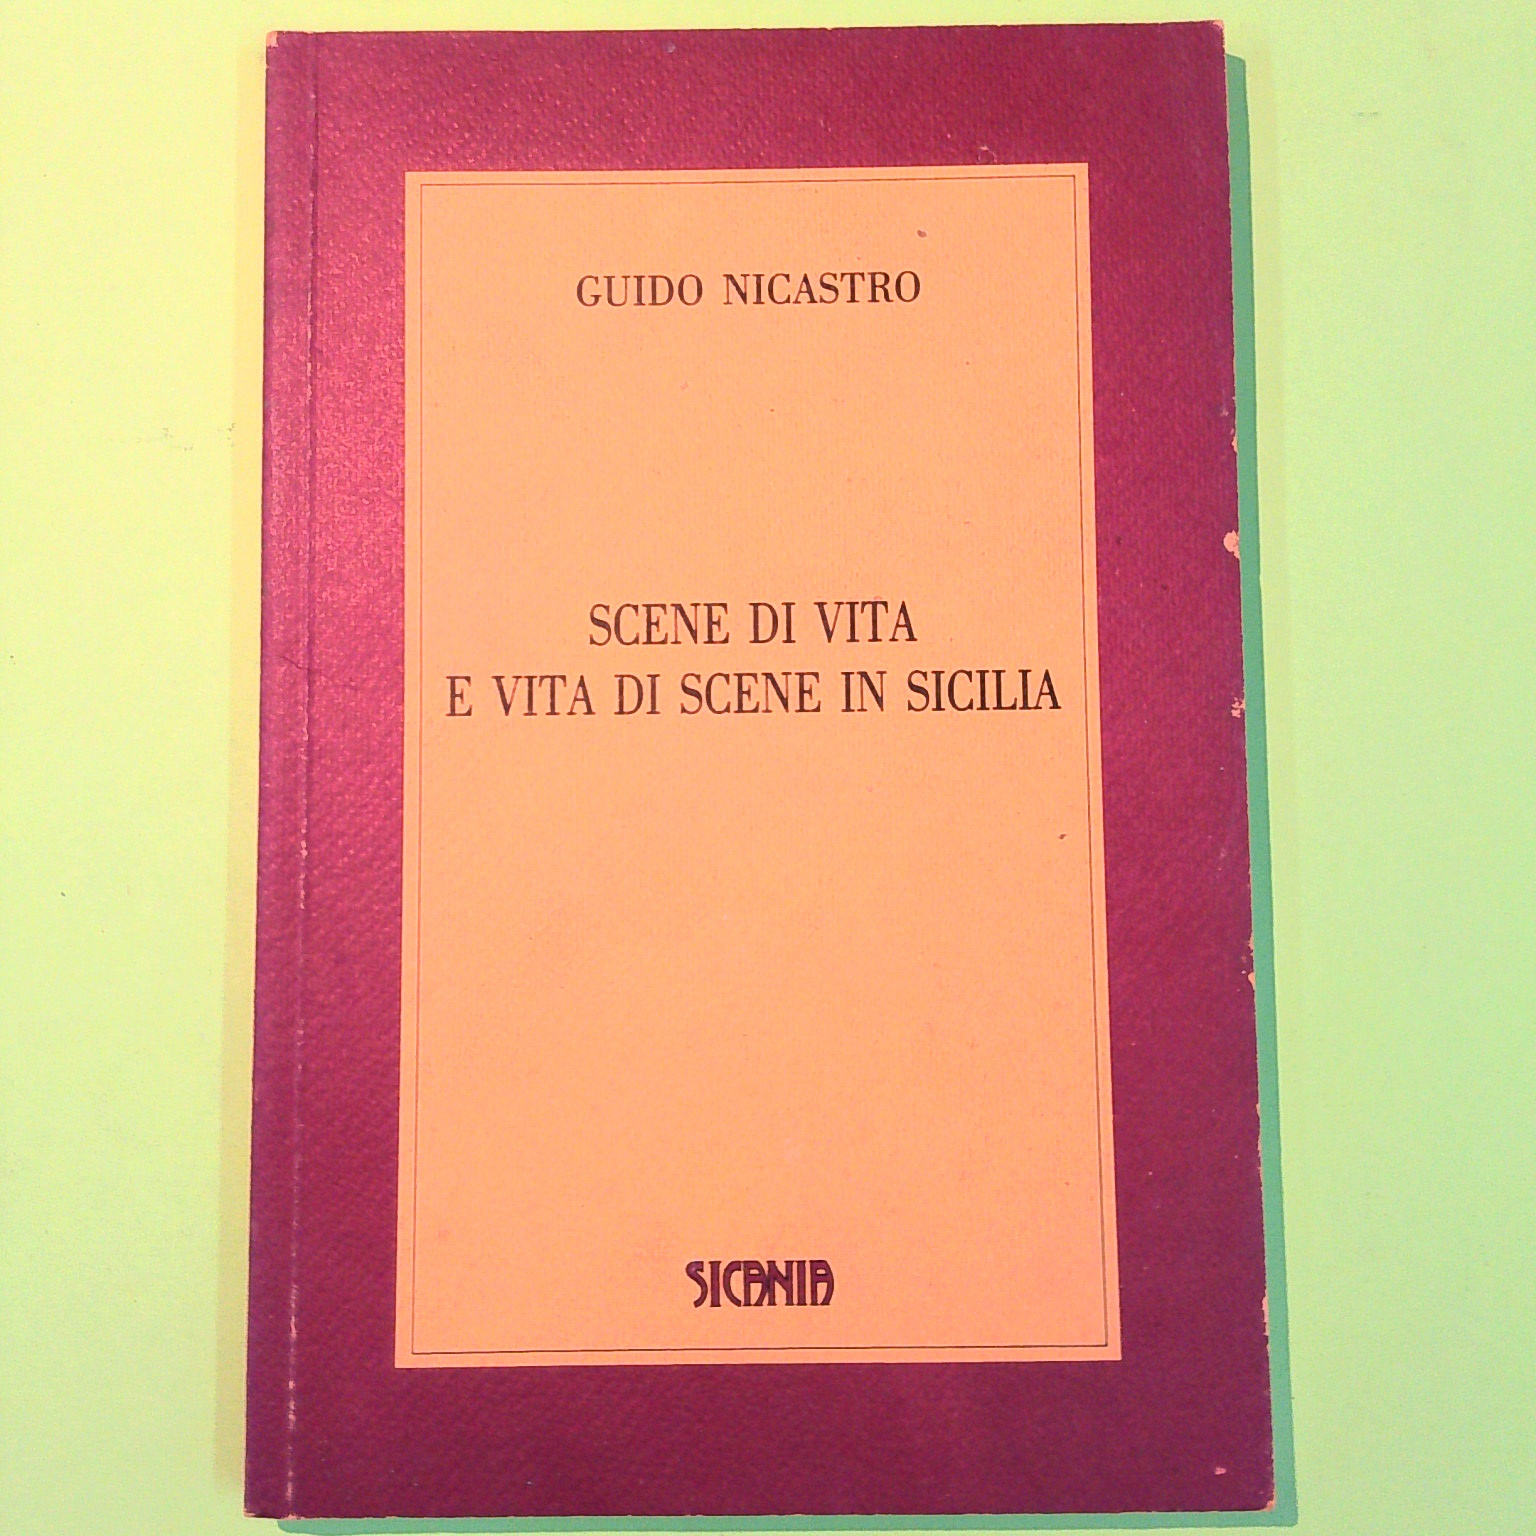 GUIDO NICASTRO
SCENE DI VITA
E VITA DI SCENE IN SICILIA
SICANIA